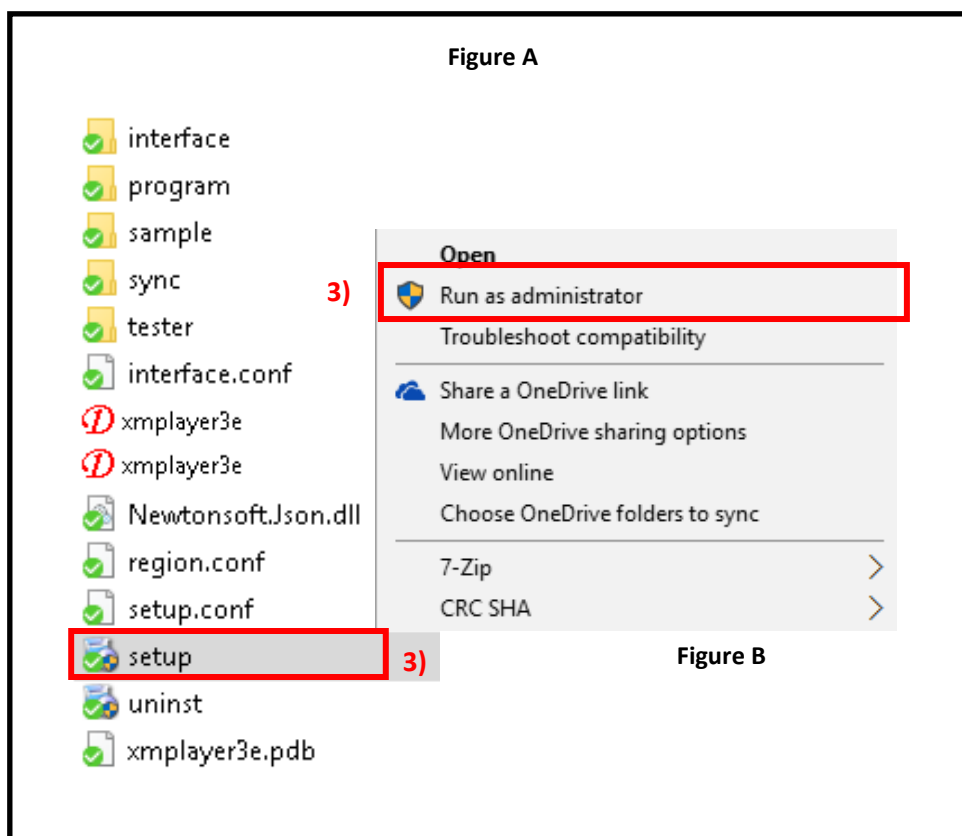 Figure A
interface
program
sample
sync
tester
interface.conf
xmplayer3e
xmplayer3e
Newtonsoft.Json.dll
region.conf
setup.conf
setup
3)
uninst
xmplayer3e.pdb
Open
3)
Run as administrator
Troubleshoot compatibility
Share a OneDrive link
More OneDrive sharing options
View online
Choose OneDrive folders to sync
7-Zip
CRC SHA
Figure B